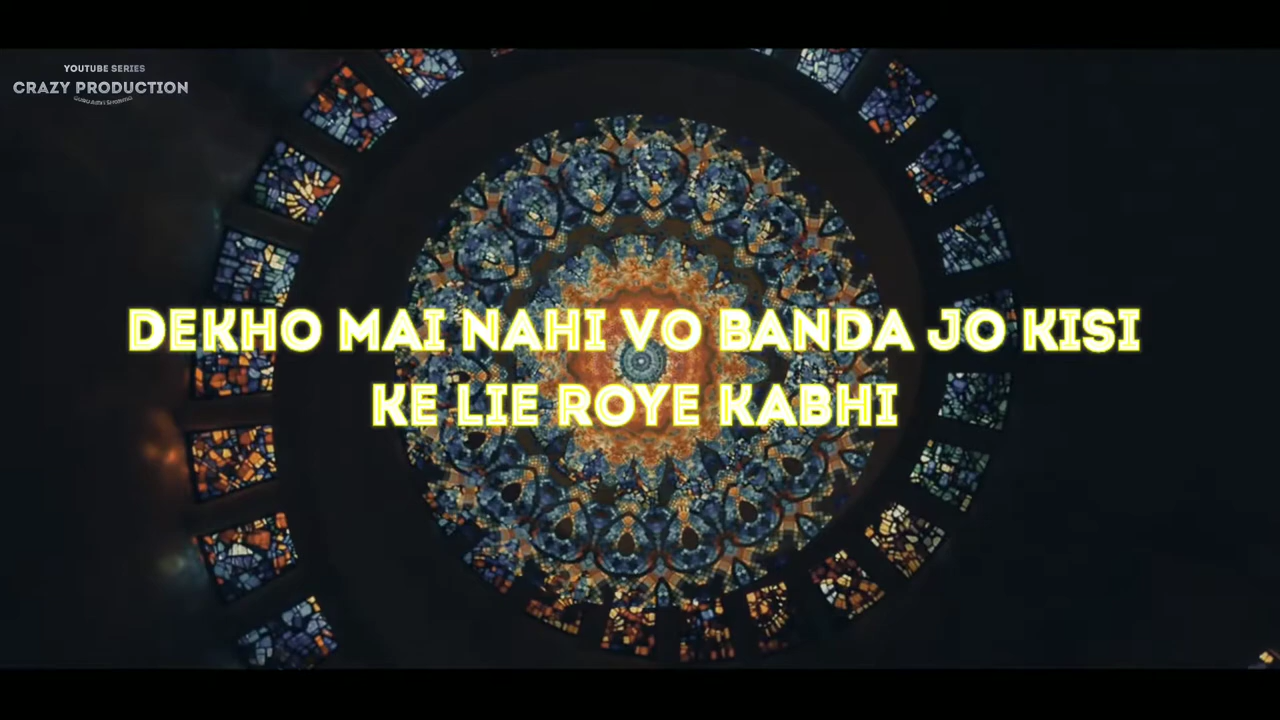 YOUTUBE SERIES
CRAZY PRODUCTION
DEKHO MAI NAHI VO BANDA JO KISI
KE LIE ROYE KABHI